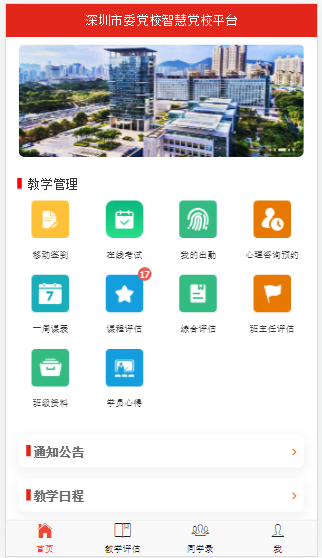 深圳市委党校智慧党校平台
教学管理
移动签到 在线考试 我的出勤 心理咨询预约
7 17
一周课表 课程评估 综合评估 班主任评估
班级资料 学员心得
通知公告
教学日程
首页 教学评估 同学录 我